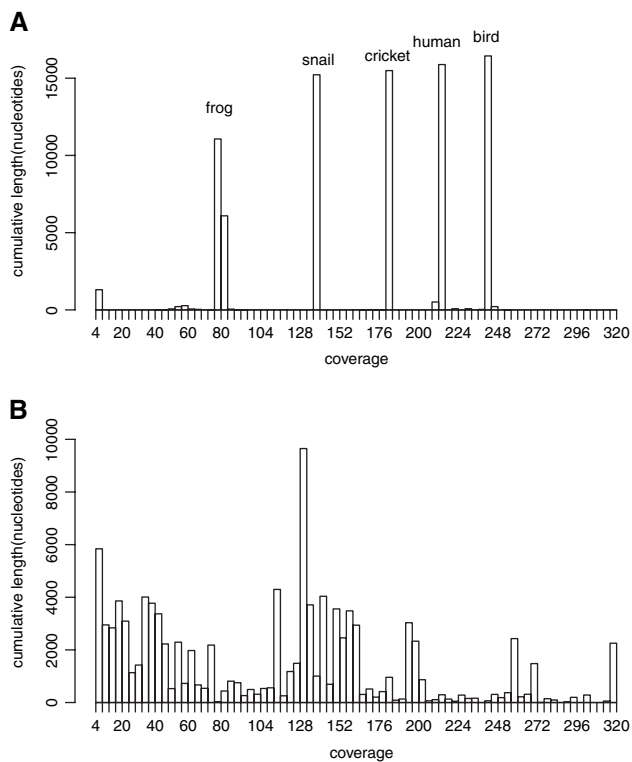 A
frog
snail
cricket
human
bird
cumulative length(nucleotides)
0 5000 10000 15000
4 20 40 60 80 104 128 152 176 200 224 248 272 296 320
coverage
B
cumulative length(nucleotides)
0 2000 4000 6000 8000 10000
4 20 40 60 80 104 128 152 176 200 224 248 272 296 320
coverage